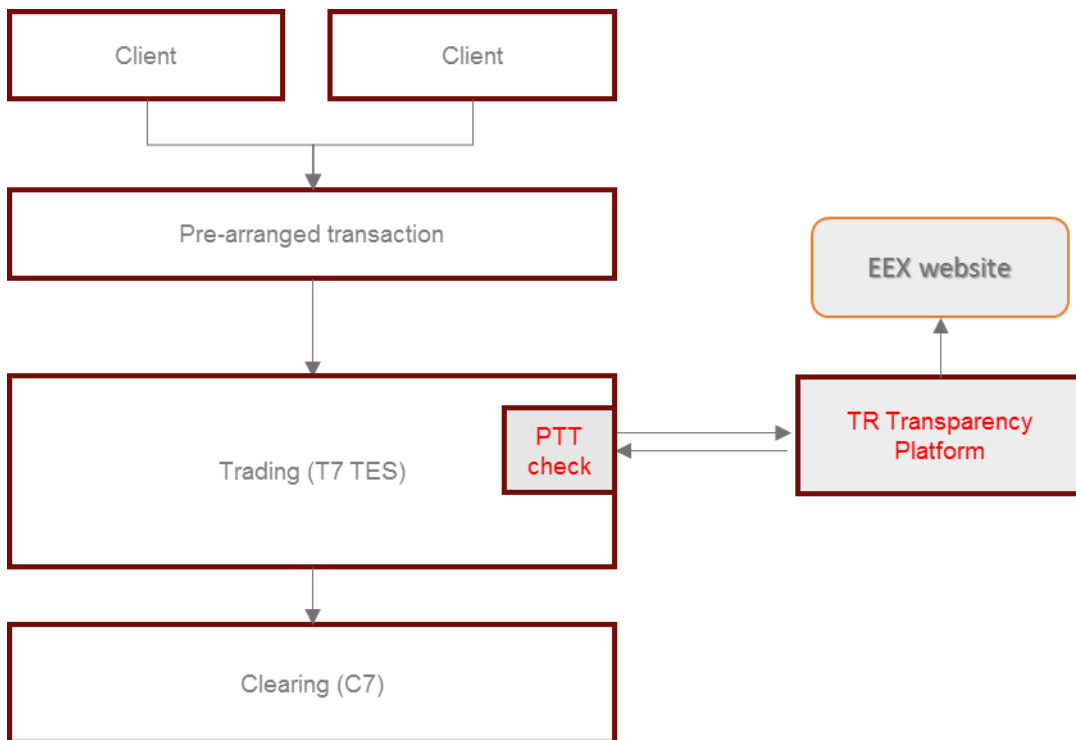 Client
Client
Pre-arranged transaction
EEX website
Trading (T7 TES)
PTT
check
TR Transparency
Platform
Clearing (C7)